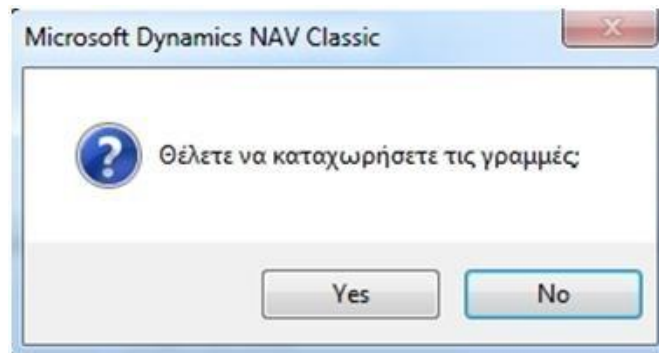 Microsoft Dynamics NAV Classic
Θέλετε να καταχωρήσετε τις γραμμές;
Yes
No